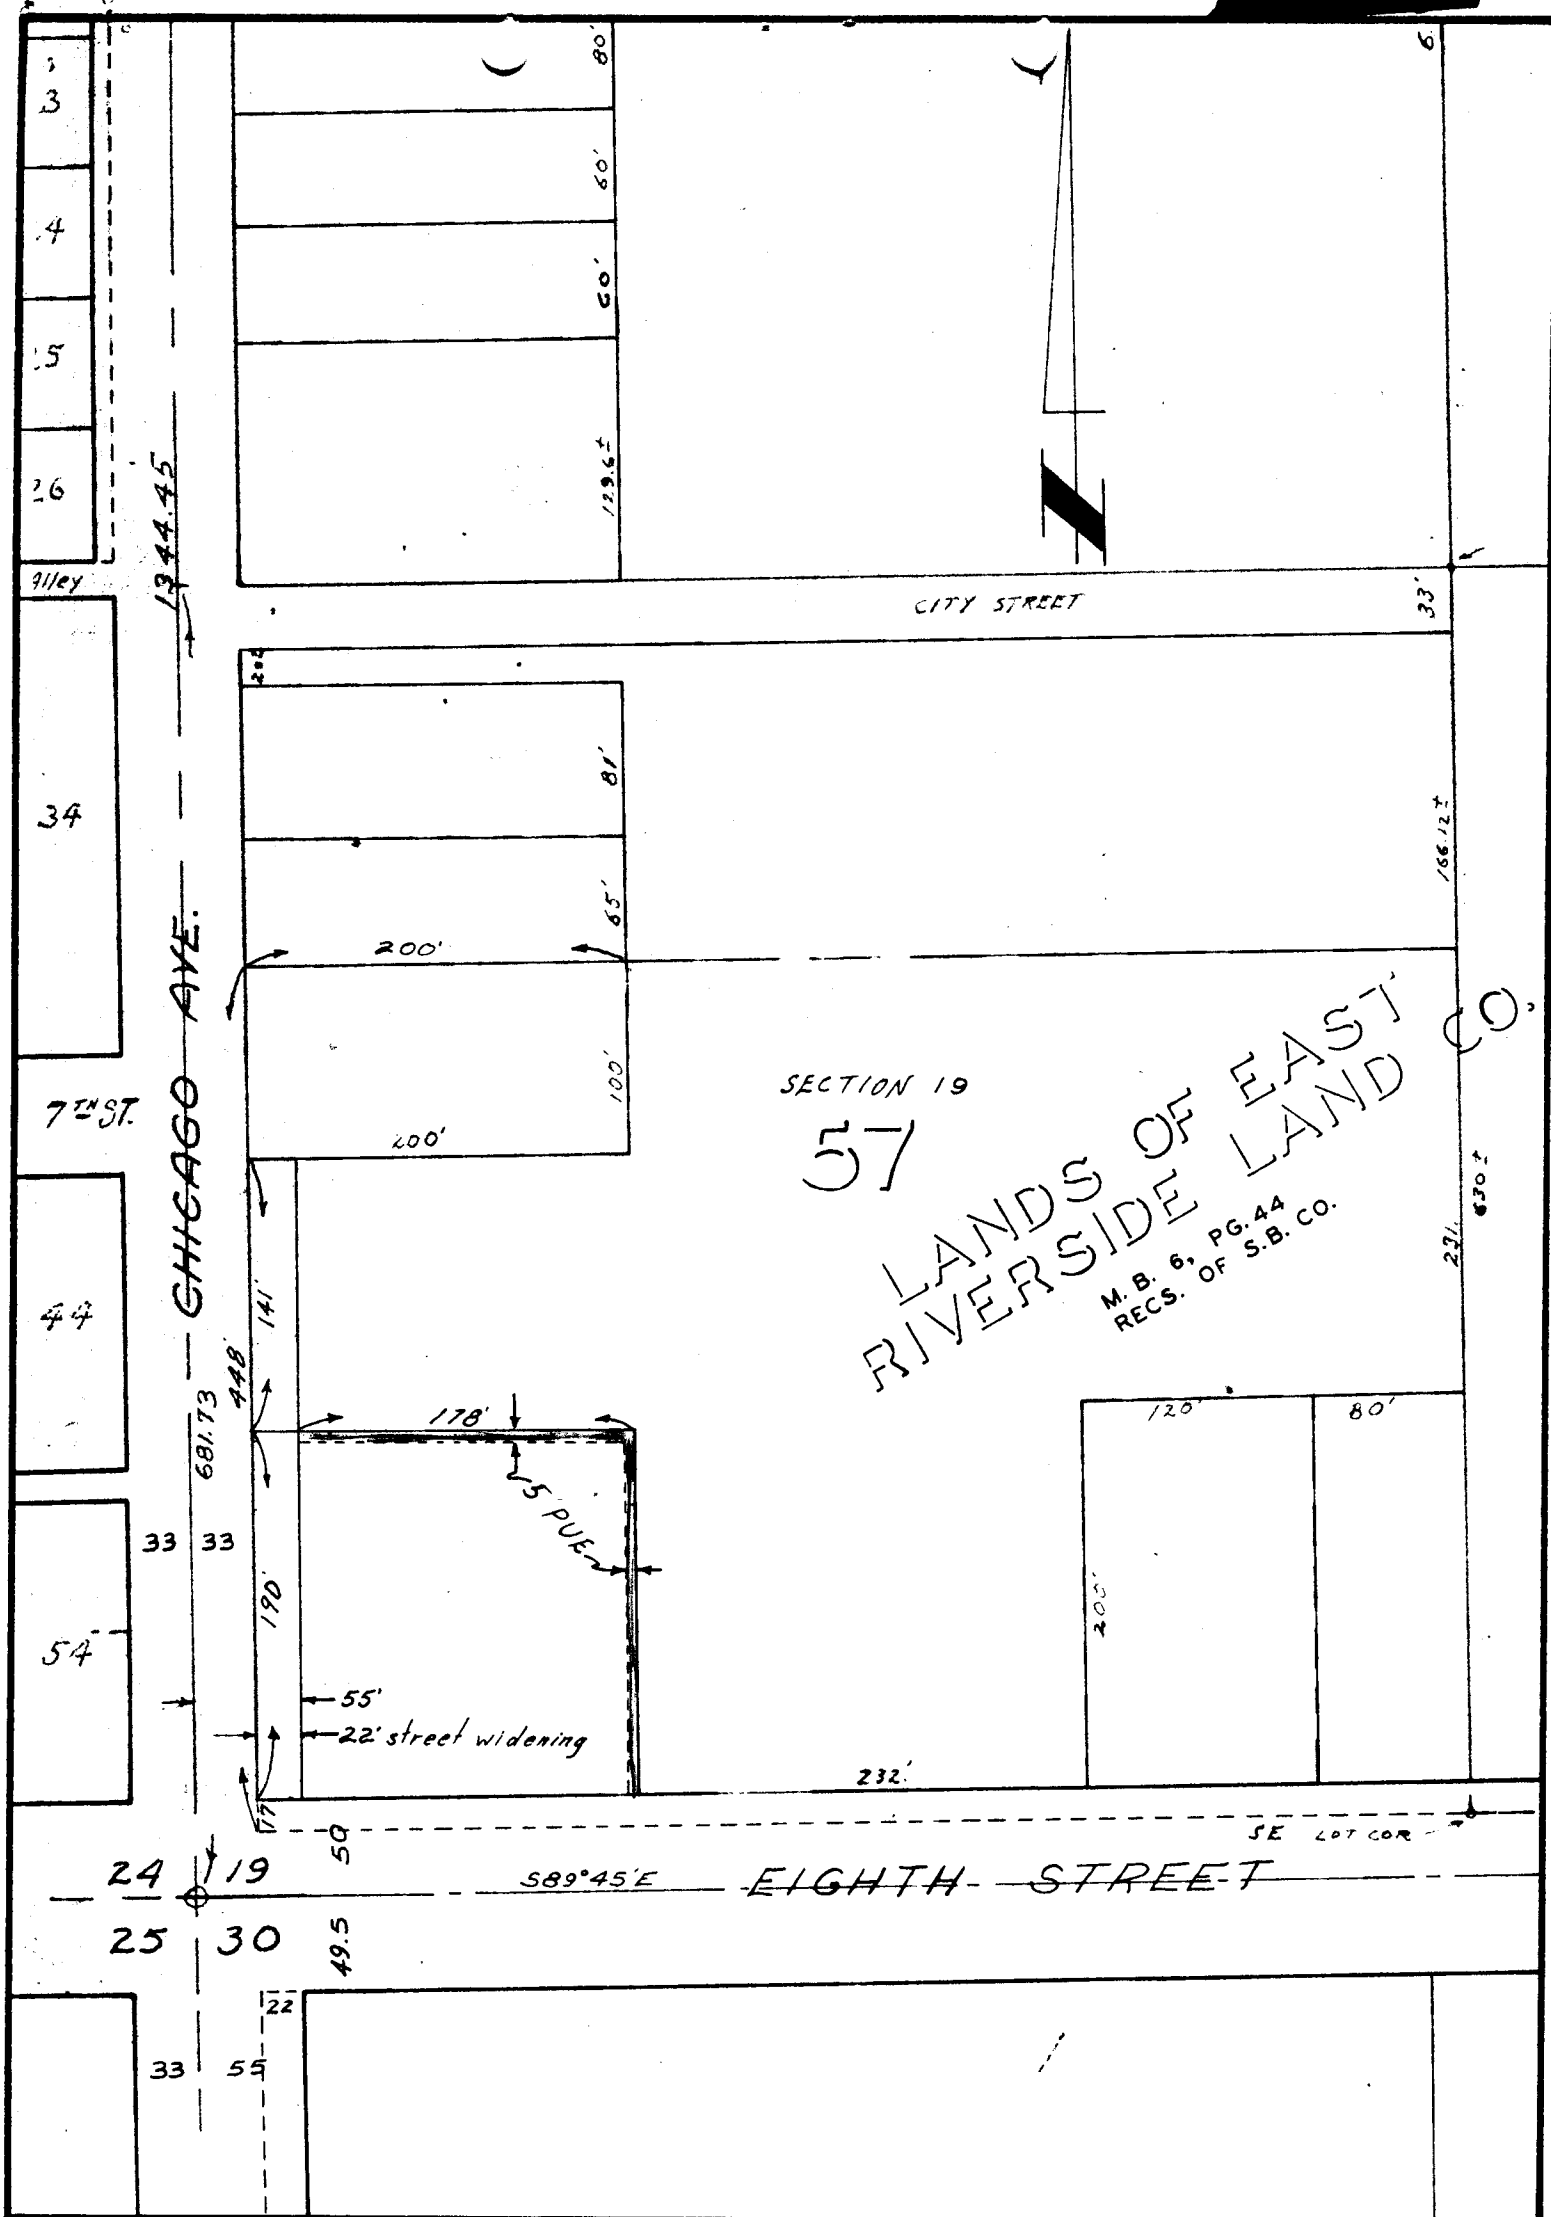 3
80'
6.
60'
4
60'
5
129.6±
26
1344.45
Alley
CITY STREET
33'
34
81'
166.12±
65'
200'
CHICAGO AVE.
100'
SECTION 19
57
7TH ST.
200'
LANDS OF EAST
RIVERSIDE LAND CO.
M. B. 6, PG. 44
RECS. OF S.B. CO.
630±
231.
44
141'
448'
681.73
178'
120'
80'
5' PUE
33 33
190'
200'
54
55'
22' street widening
232'
17
SE LOT COR
50
24 19
S89°45'E
EIGHTH STREET
25 30
49.5
22
33 55